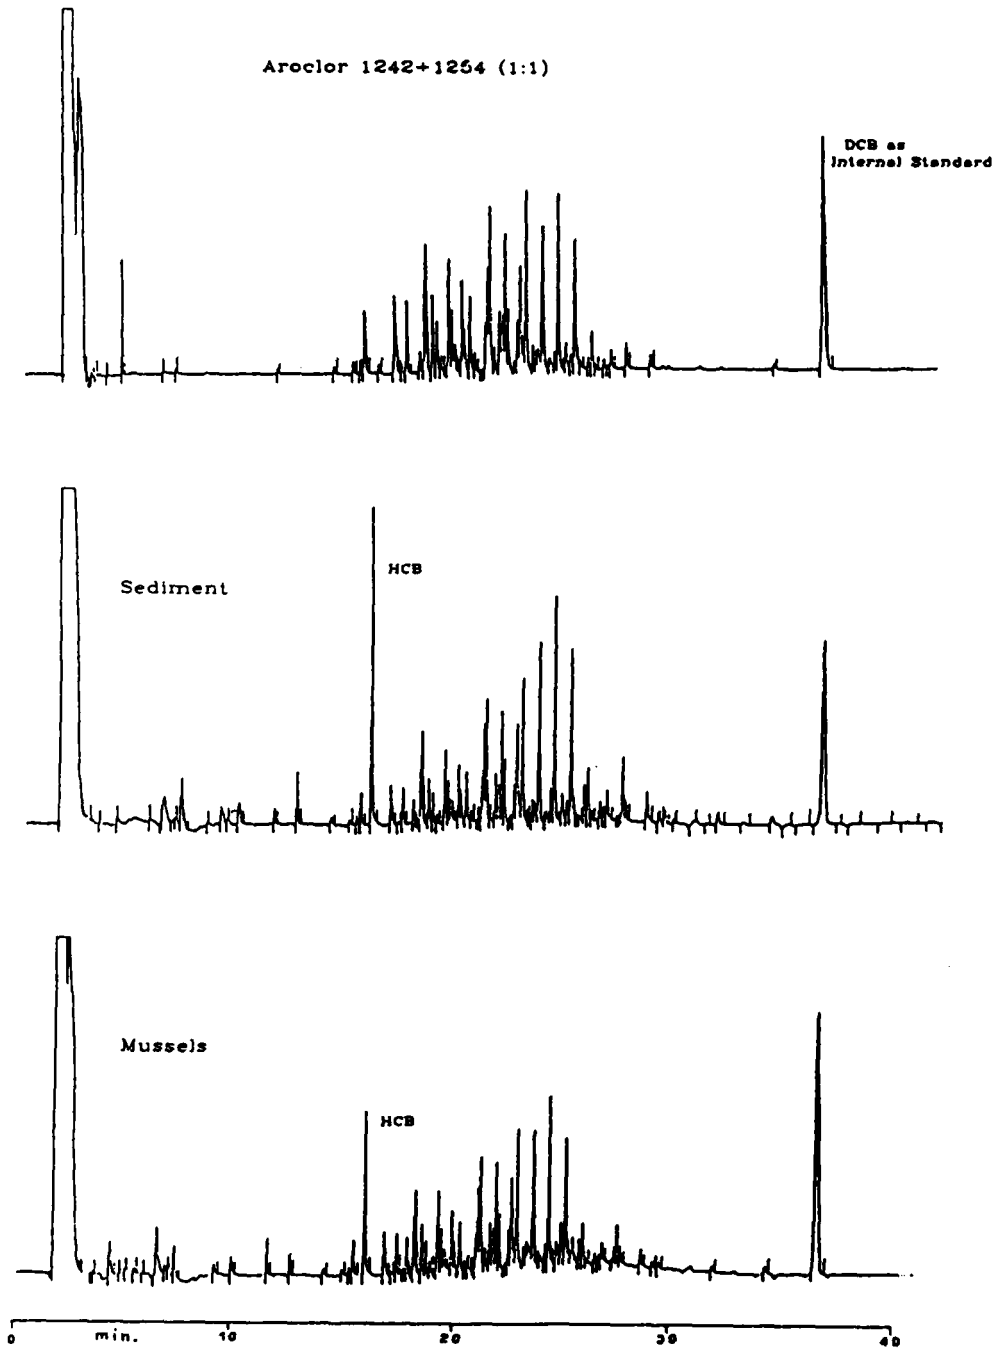 Aroclor 1242+1254 (1:1)
DCB as
Internal Standard
HCB
Sediment
Mussels
HCB
0 min. 10 20 30 40